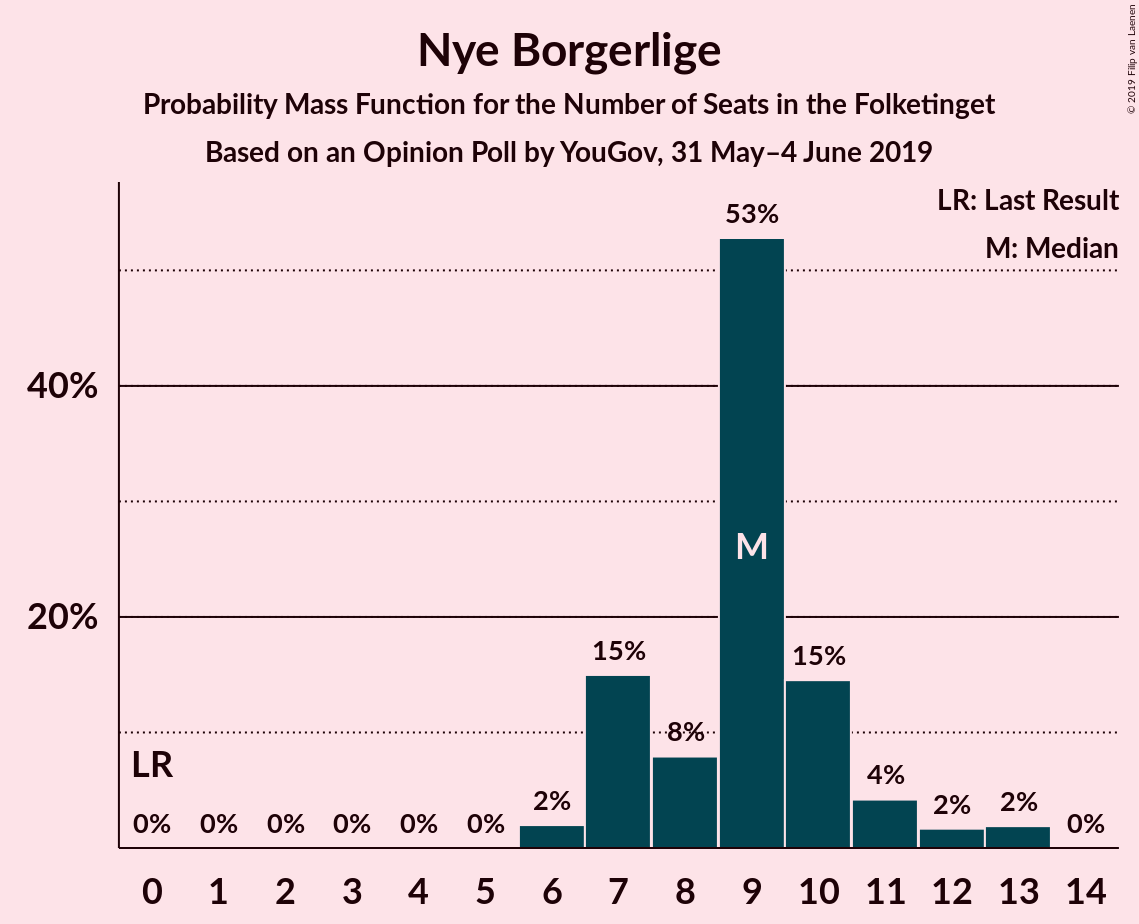 Nye Borgerlige
Probability Mass Function for the Number of Seats in the Folketinget
Based on an Opinion Poll by YouGov, 31 May–4 June 2019
© 2019 Filip van Laenen
LR: Last Result
M: Median
53%
40%
M
20%
15%
15%
8%
LR
4%
0% 0% 0% 0% 0% 0% 2% 2% 2% 0%
0 1 2 3 4 5 6 7 8 9 10 11 12 13 14